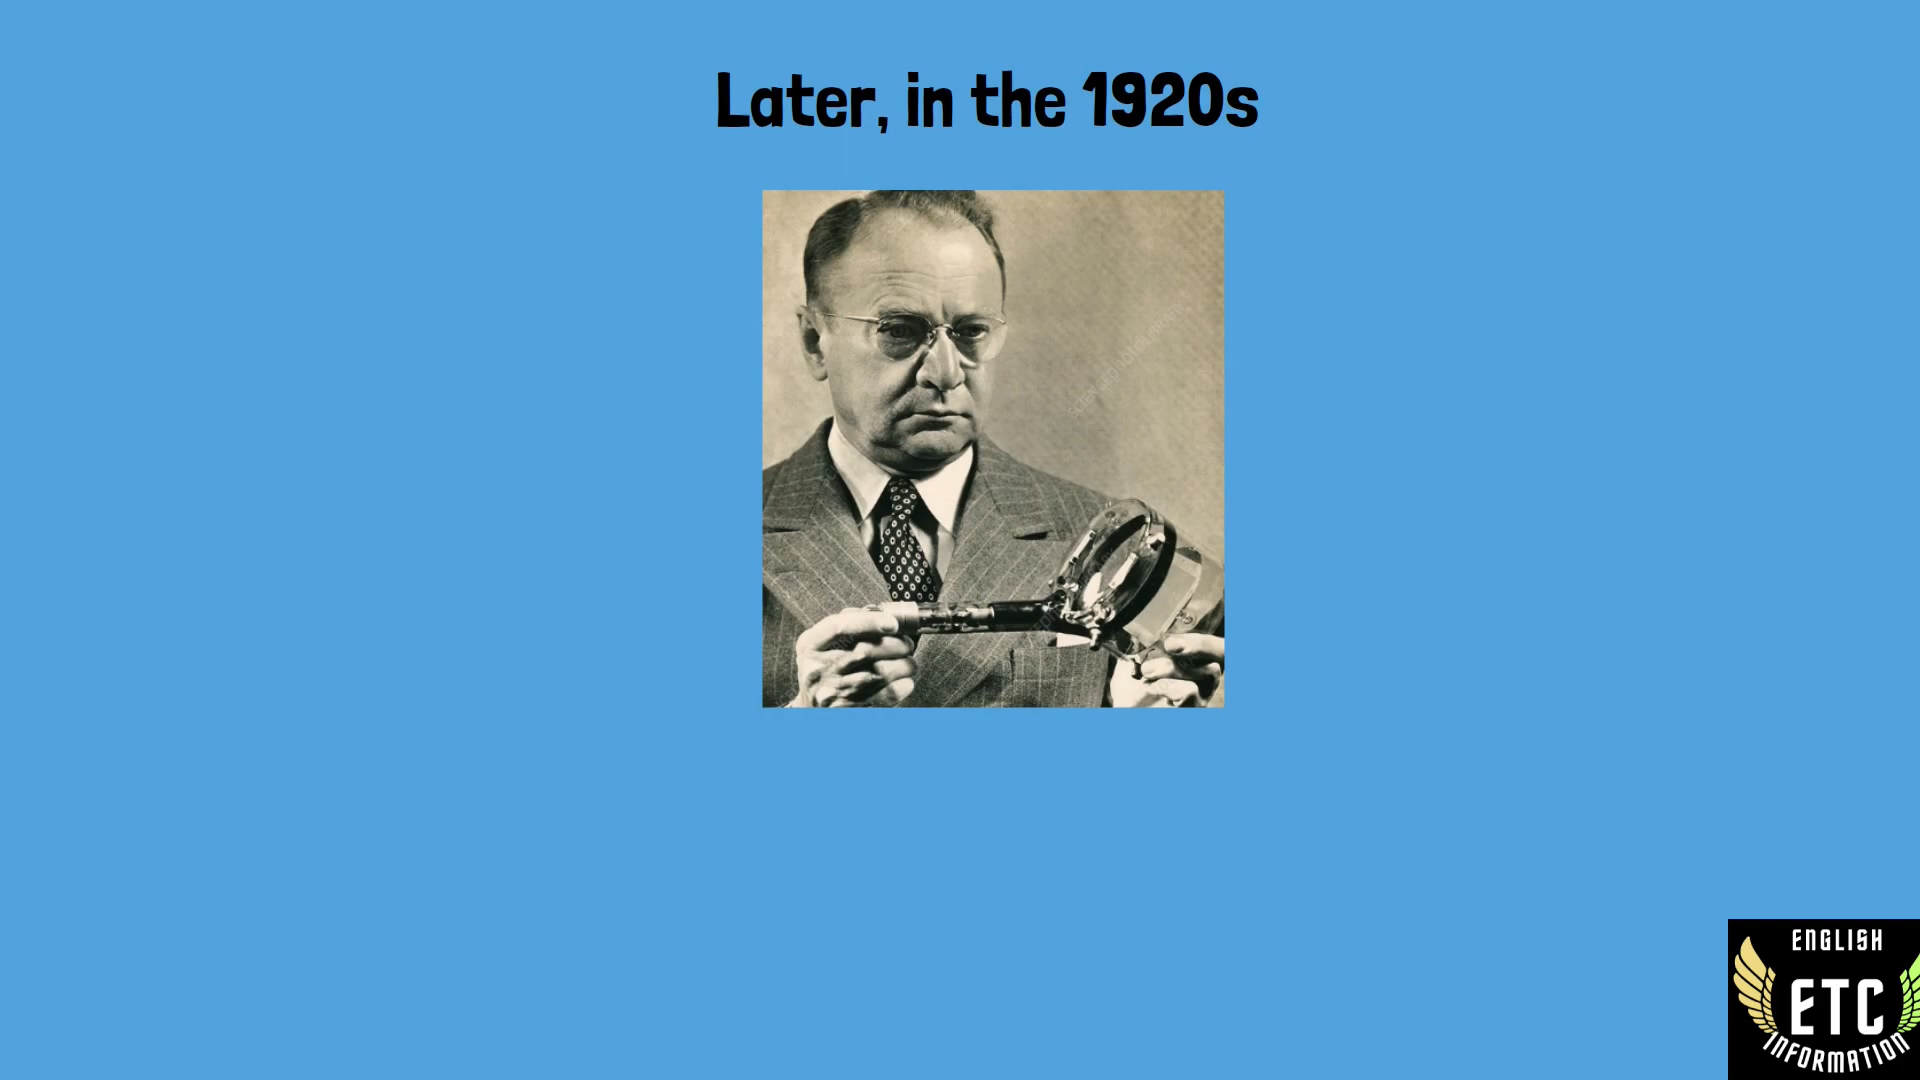 Later, in the 1920s
ENGLISH
ETC
INFORMATION